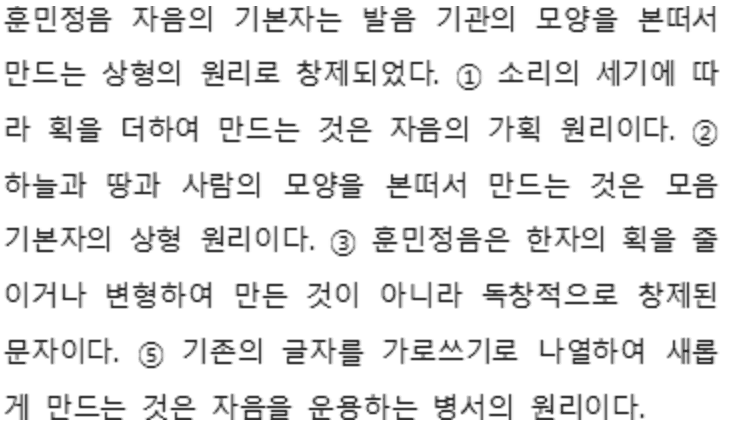 훈민정음 자음의 기본자는 발음 기관의 모양을 본떠서
만드는 상형의 원리로 창제되었다. ① 소리의 세기에 따
라 획을 더하여 만드는 것은 자음의 가획 원리이다. ②
하늘과 땅과 사람의 모양을 본떠서 만드는 것은 모음
기본자의 상형 원리이다. ③ 훈민정음은 한자의 획을 줄
이거나 변형하여 만든 것이 아니라 독창적으로 창제된
문자이다. ⑤ 기존의 글자를 가로쓰기로 나열하여 새롭
게 만드는 것은 자음을 운용하는 병서의 원리이다.